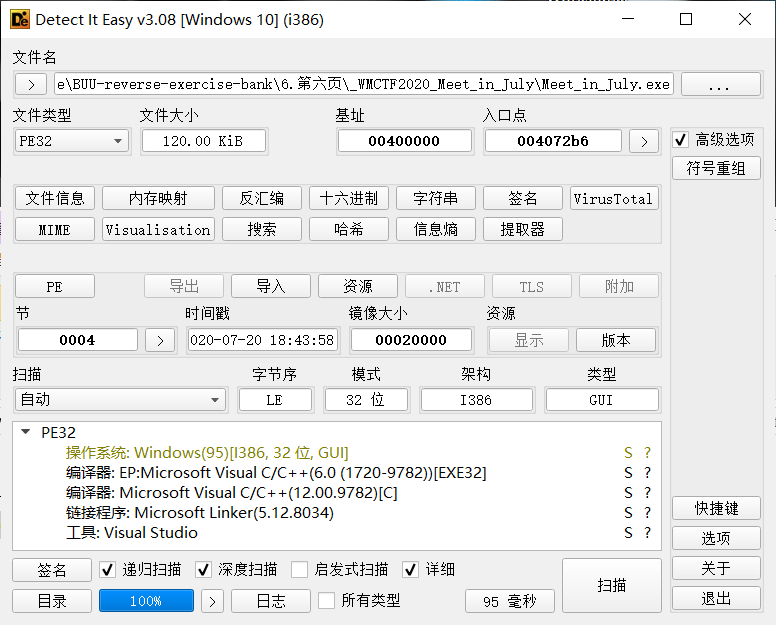 Detect It Easy v3.08 [Windows 10] (i386)
文件名
> e\BUU-reverse-exercise-bank\6.第六页\_WMCTF2020_Meet_in_July\Meet_in_July.exe ...
文件类型 文件大小 基址 入口点
PE32 120.00 KiB 00400000 004072b6 > 高级选项
符号重组
文件信息 内存映射 反汇编 十六进制 字符串 签名 VirusTotal
MIME Visualisation 搜索 哈希 信息熵 提取器
PE 导出 导入 资源 .NET TLS 附加
节 时间戳 镜像大小 资源
0004 > 020-07-20 18:43:58 00020000 显示 版本
扫描 字节序 模式 架构 类型
自动 LE 32 位 I386 GUI
PE32
操作系统: Windows(95)[I386, 32 位, GUI] S ?
编译器: EP:Microsoft Visual C/C++(6.0 (1720-9782))[EXE32] S ?
编译器: Microsoft Visual C/C++(12.00.9782)[C] S ?
链接程序: Microsoft Linker(5.12.8034) S ?
工具: Visual Studio S ?
快捷键
选项
关于
退出
签名 递归扫描 深度扫描 启发式扫描 详细 扫描
目录 100% > 日志 所有类型 95 毫秒